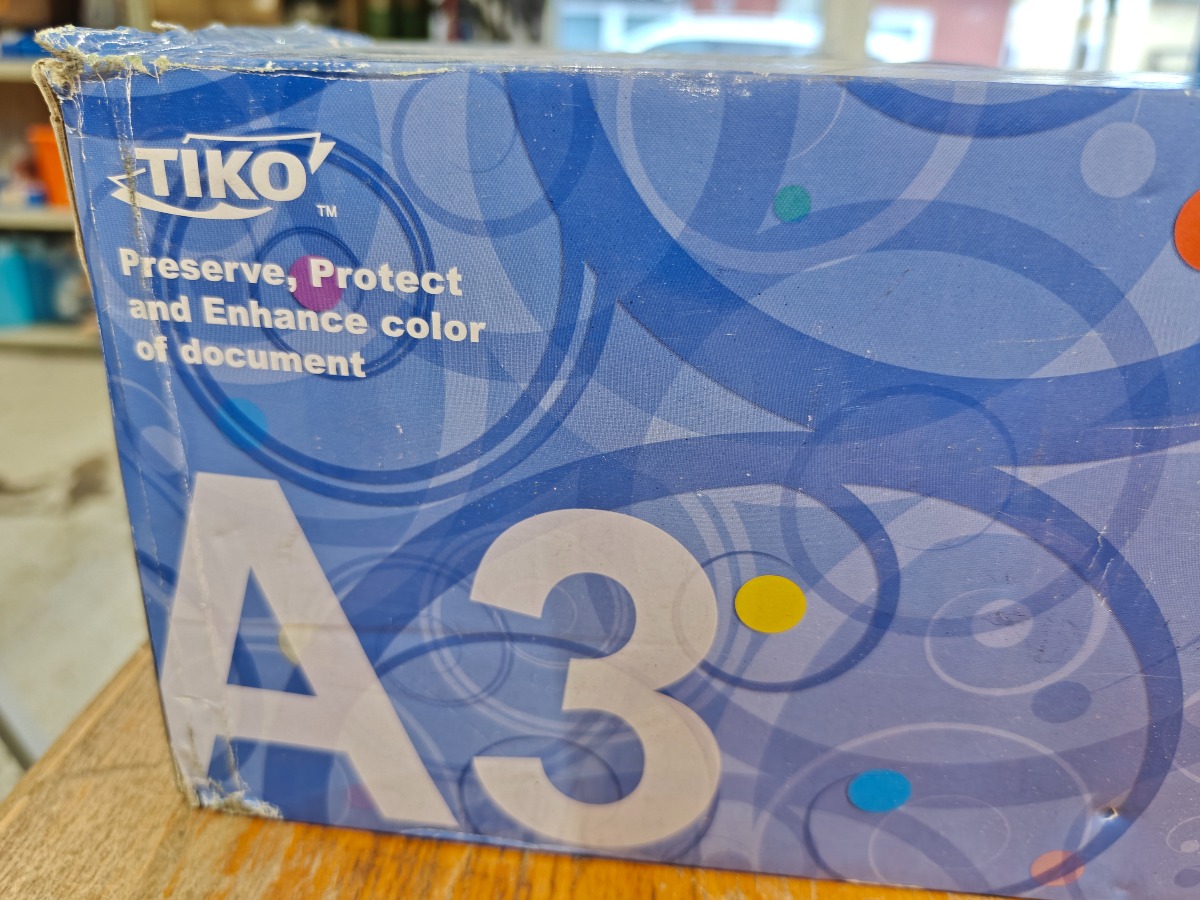 TIKO
TM
Preserve, Protect
and Enhance color
of document
A3